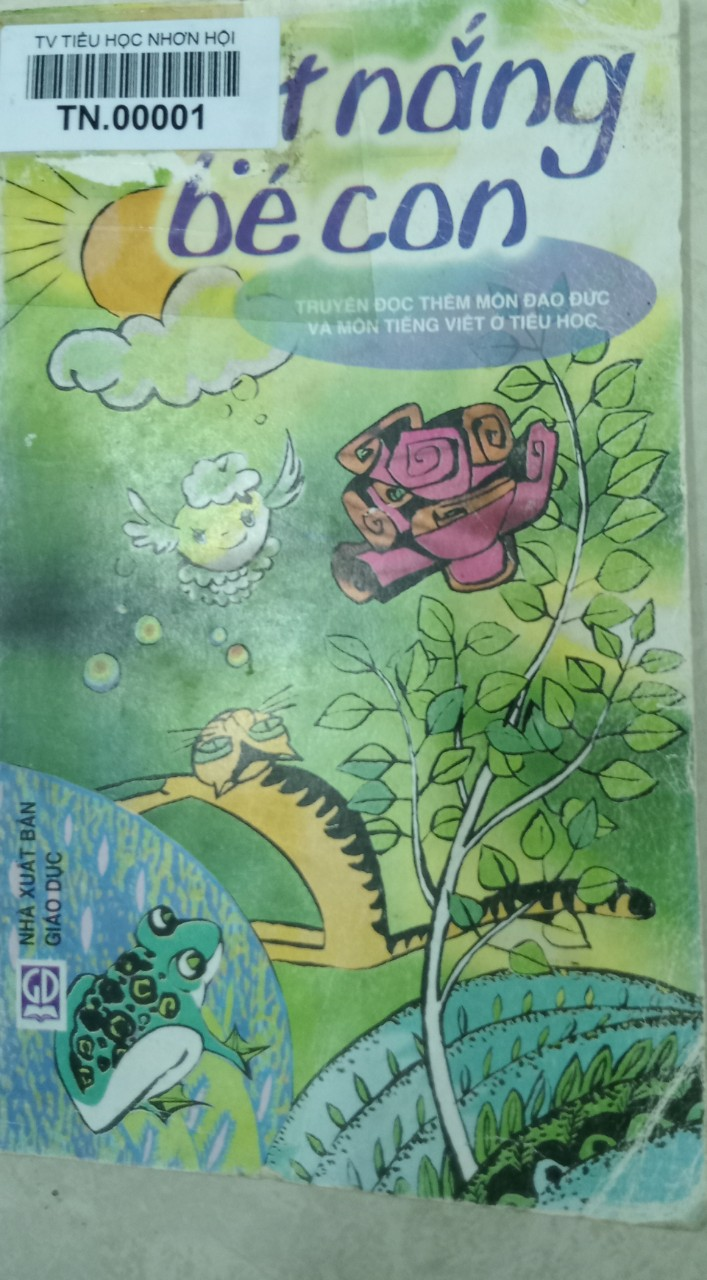 TV TIỂU HỌC NHƠN HỘI
TN.00001
t nắng
bé con
TRUYỆN ĐỌC THÊM MÔN ĐẠO ĐỨC
VÀ MÔN TIẾNG VIỆT Ở TIỂU HỌC
NHÀ XUẤT BẢN
GIÁO DỤC
GD